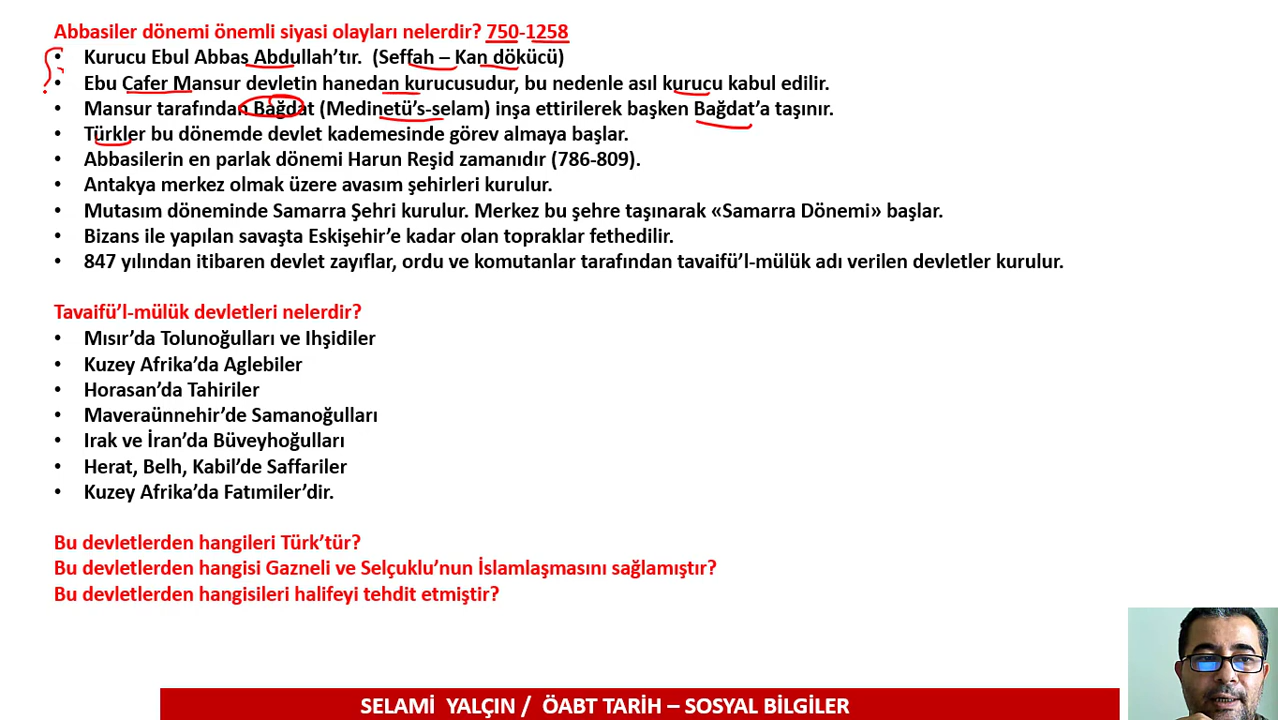 Abbasiler dönemi önemli siyasi olayları nelerdir? 750-1258
• Kurucu Ebul Abbas Abdullah’tır. (Seffah – Kan dökücü)
• Ebu Cafer Mansur devletin hanedan kurucusudur, bu nedenle asıl kurucu kabul edilir.
• Mansur tarafından Bağdat (Medinetü’s-selam) inşa ettirilerek başken Bağdat’a taşınır.
• Türkler bu dönemde devlet kademesinde görev almaya başlar.
• Abbasilerin en parlak dönemi Harun Reşid zamanıdır (786-809).
• Antakya merkez olmak üzere avasım şehirleri kurulur.
• Mutasım döneminde Samarra Şehri kurulur. Merkez bu şehre taşınarak «Samarra Dönemi» başlar.
• Bizans ile yapılan savaşta Eskişehir’e kadar olan topraklar fethedilir.
• 847 yılından itibaren devlet zayıflar, ordu ve komutanlar tarafından tavaifü’l-mülük adı verilen devletler kurulur.
Tavaifü’l-mülük devletleri nelerdir?
• Mısır’da Tolunoğulları ve Ihşidiler
• Kuzey Afrika’da Aglebiler
• Horasan’da Tahiriler
• Maveraünnehir’de Samanoğulları
• Irak ve İran’da Büveyhoğulları
• Herat, Belh, Kabil’de Saffariler
• Kuzey Afrika’da Fatımiler’dir.
Bu devletlerden hangileri Türk’tür?
Bu devletlerden hangisi Gazneli ve Selçuklu’nun İslamlaşmasını sağlamıştır?
Bu devletlerden hangisileri halifeyi tehdit etmiştir?
SELAMİ YALÇIN / ÖABT TARİH – SOSYAL BİLGİLER